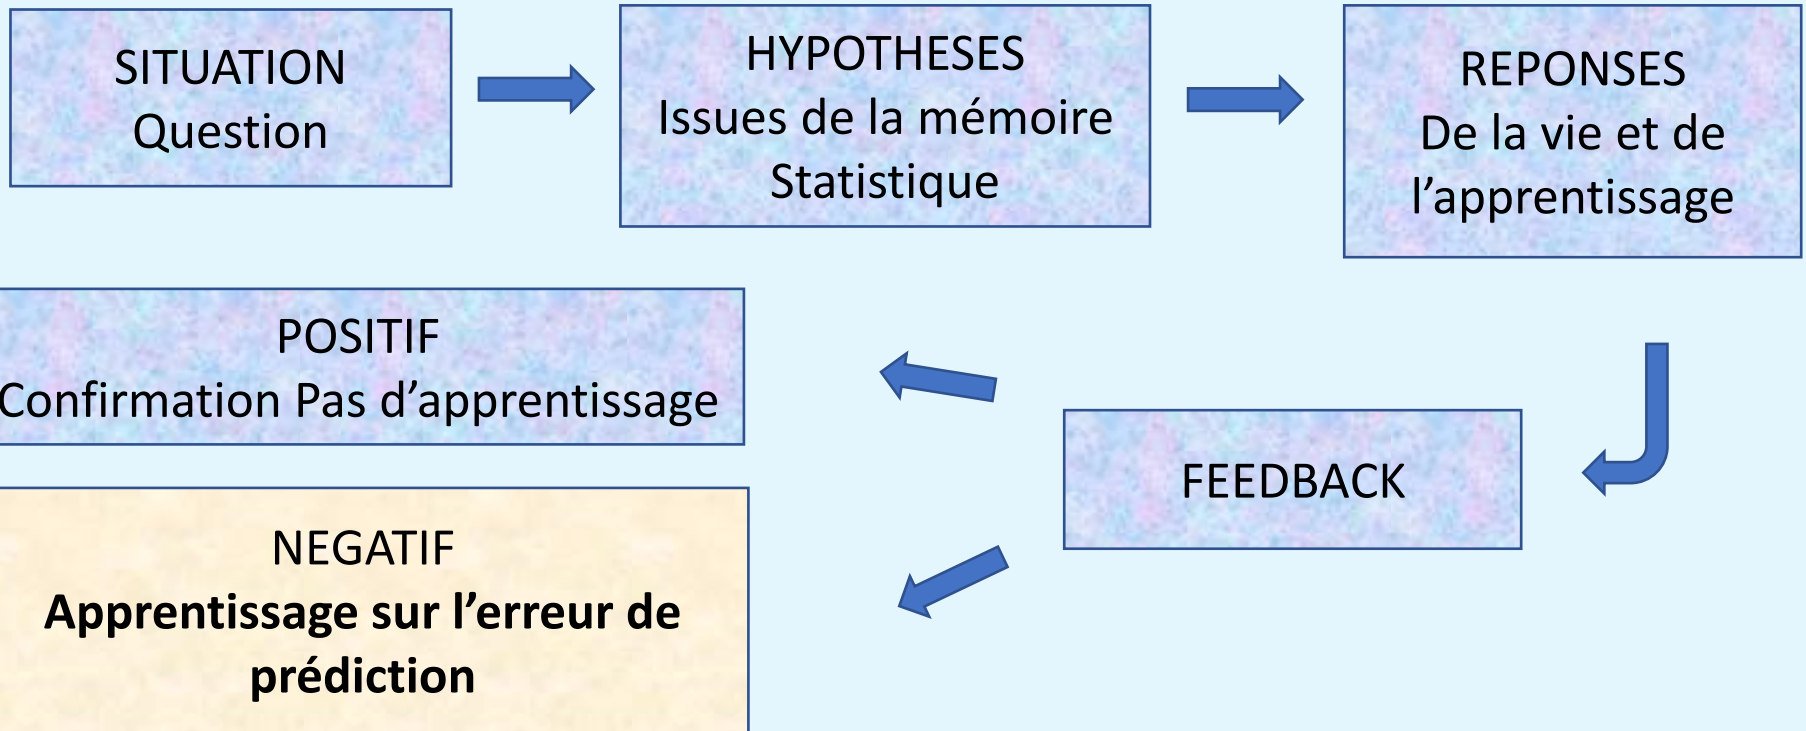 SITUATION
Question
HYPOTHESES
Issues de la mémoire
Statistique
REPONSES
De la vie et de
l’apprentissage
POSITIF
Confirmation Pas d’apprentissage
FEEDBACK
NEGATIF
Apprentissage sur l’erreur de
prédiction